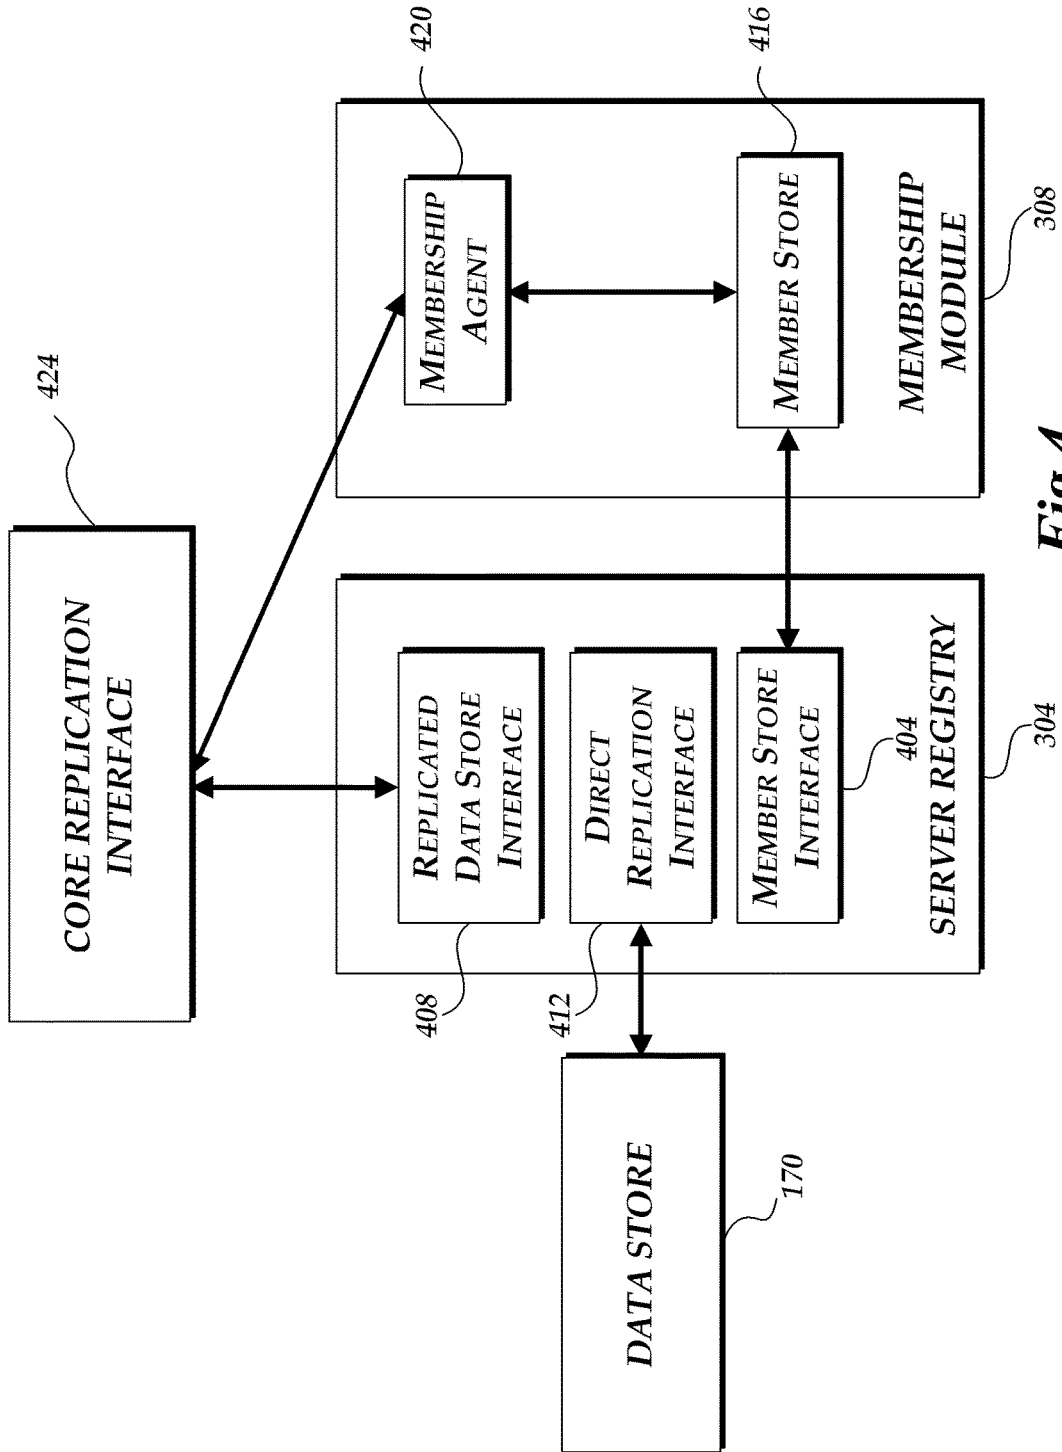 424
CORE REPLICATION
INTERFACE
420
MEMBERSHIP
AGENT
416
MEMBER STORE
MEMBERSHIP
MODULE
308
408
REPLICATED
DATA STORE
INTERFACE
412
DIRECT
REPLICATION
INTERFACE
MEMBER STORE
INTERFACE
404
SERVER REGISTRY
304
DATA STORE
170
Fig.4.